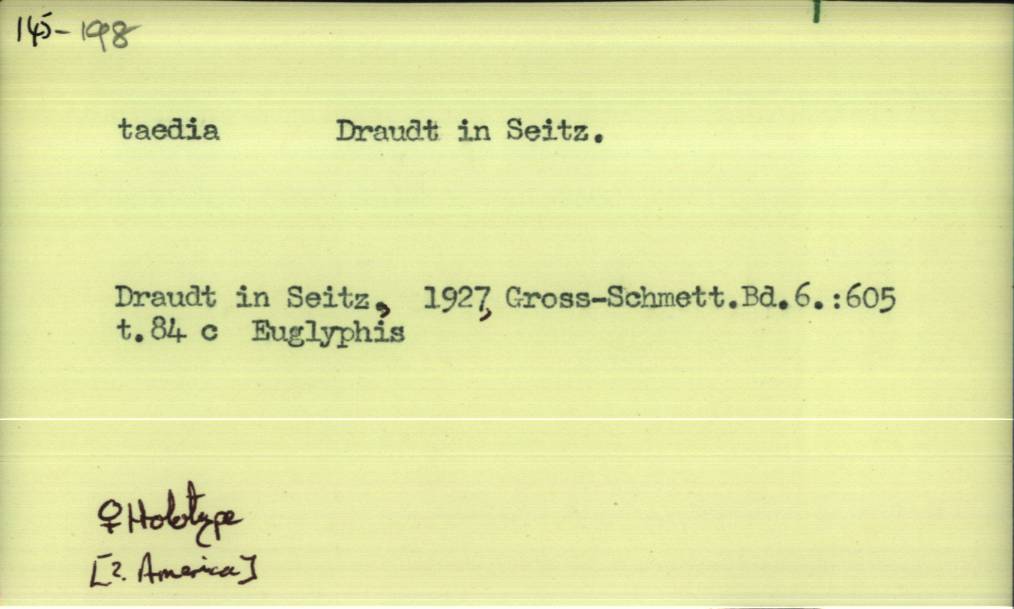 145-198
taedia Draudt in Seitz.
Draudt in Seitz, 1927, Gross-Schmett.Bd.6.:605
t.84 c Euglyphis
♀ Holotype
[?. America]